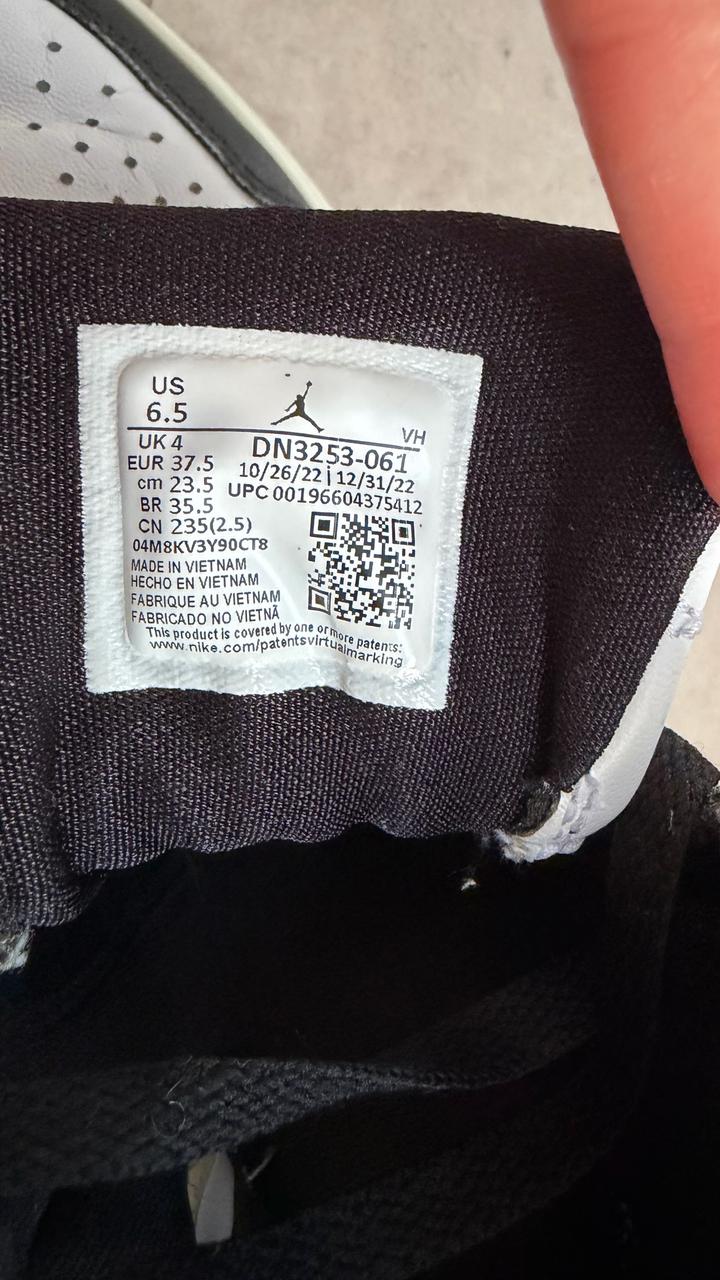 US
6.5
VH
UK 4
DN3253-061
EUR 37.5
10/26/22 | 12/31/22
cm 23.5
UPC 00196604375412
BR 35.5
CN 235(2.5)
04M8KV3Y90CT8
MADE IN VIETNAM
HECHO EN VIETNAM
FABRIQUE AU VIETNAM
FABRICADO NO VIETNÃ
This product is covered by one or more patents:
www.nike.com/patentsvirtualmarking